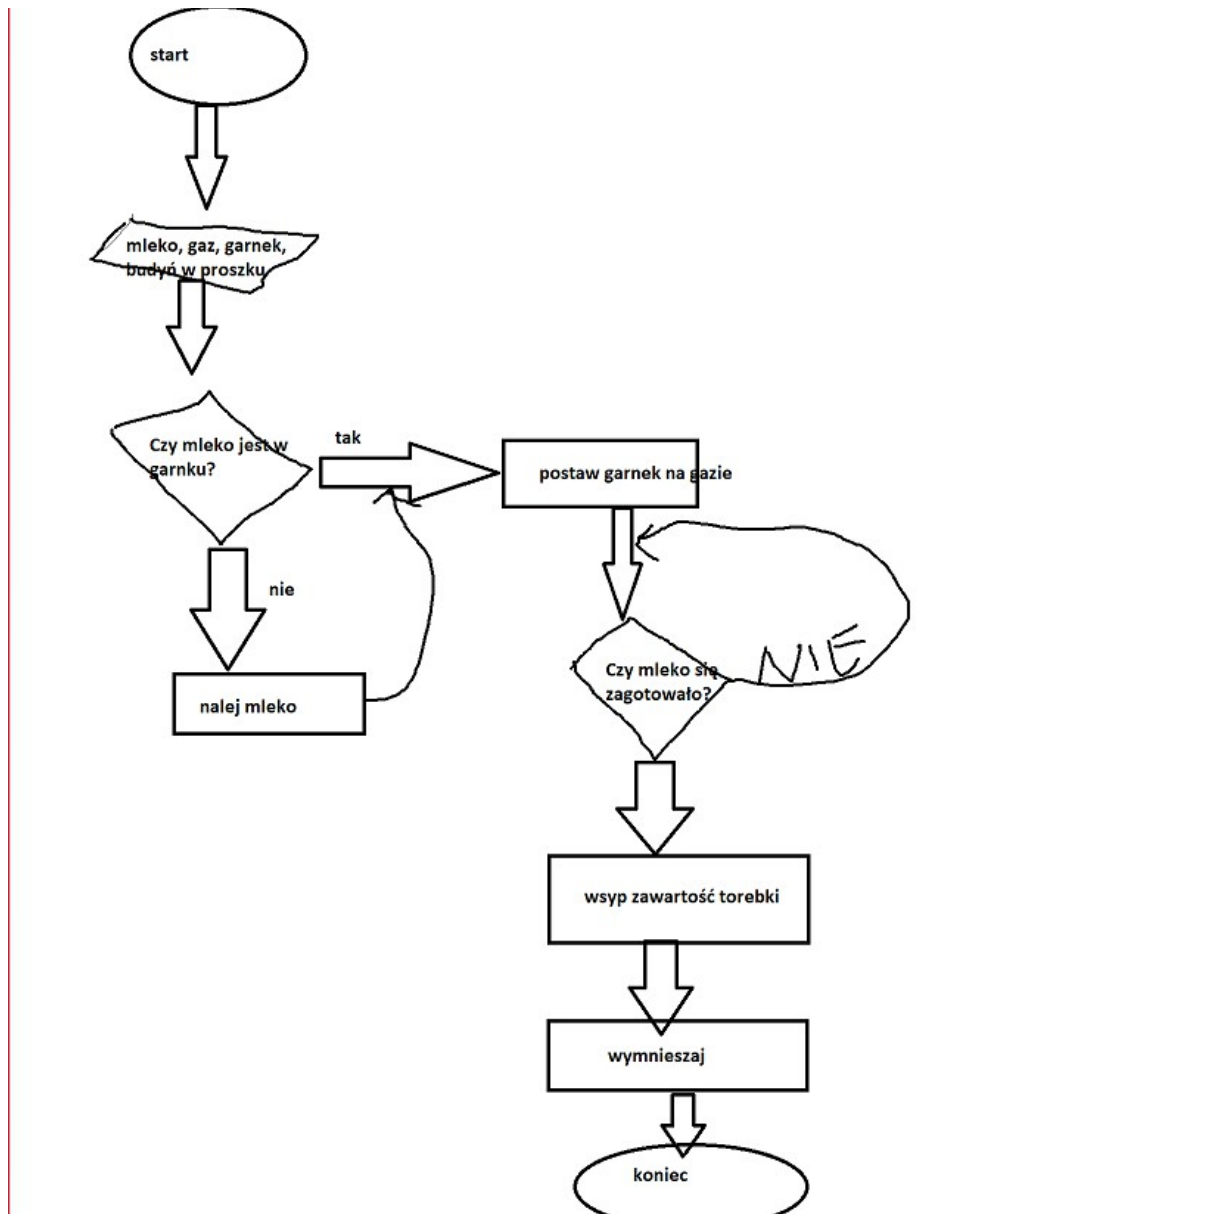 start
mleko, gaz, garnek,
budyń w proszku
Czy mleko jest w
garnku?
tak
postaw garnek na gazie
nie
nalej mleko
Czy mleko się
zagotowało?
NIE
wsyp zawartość torebki
wymnieszaj
koniec